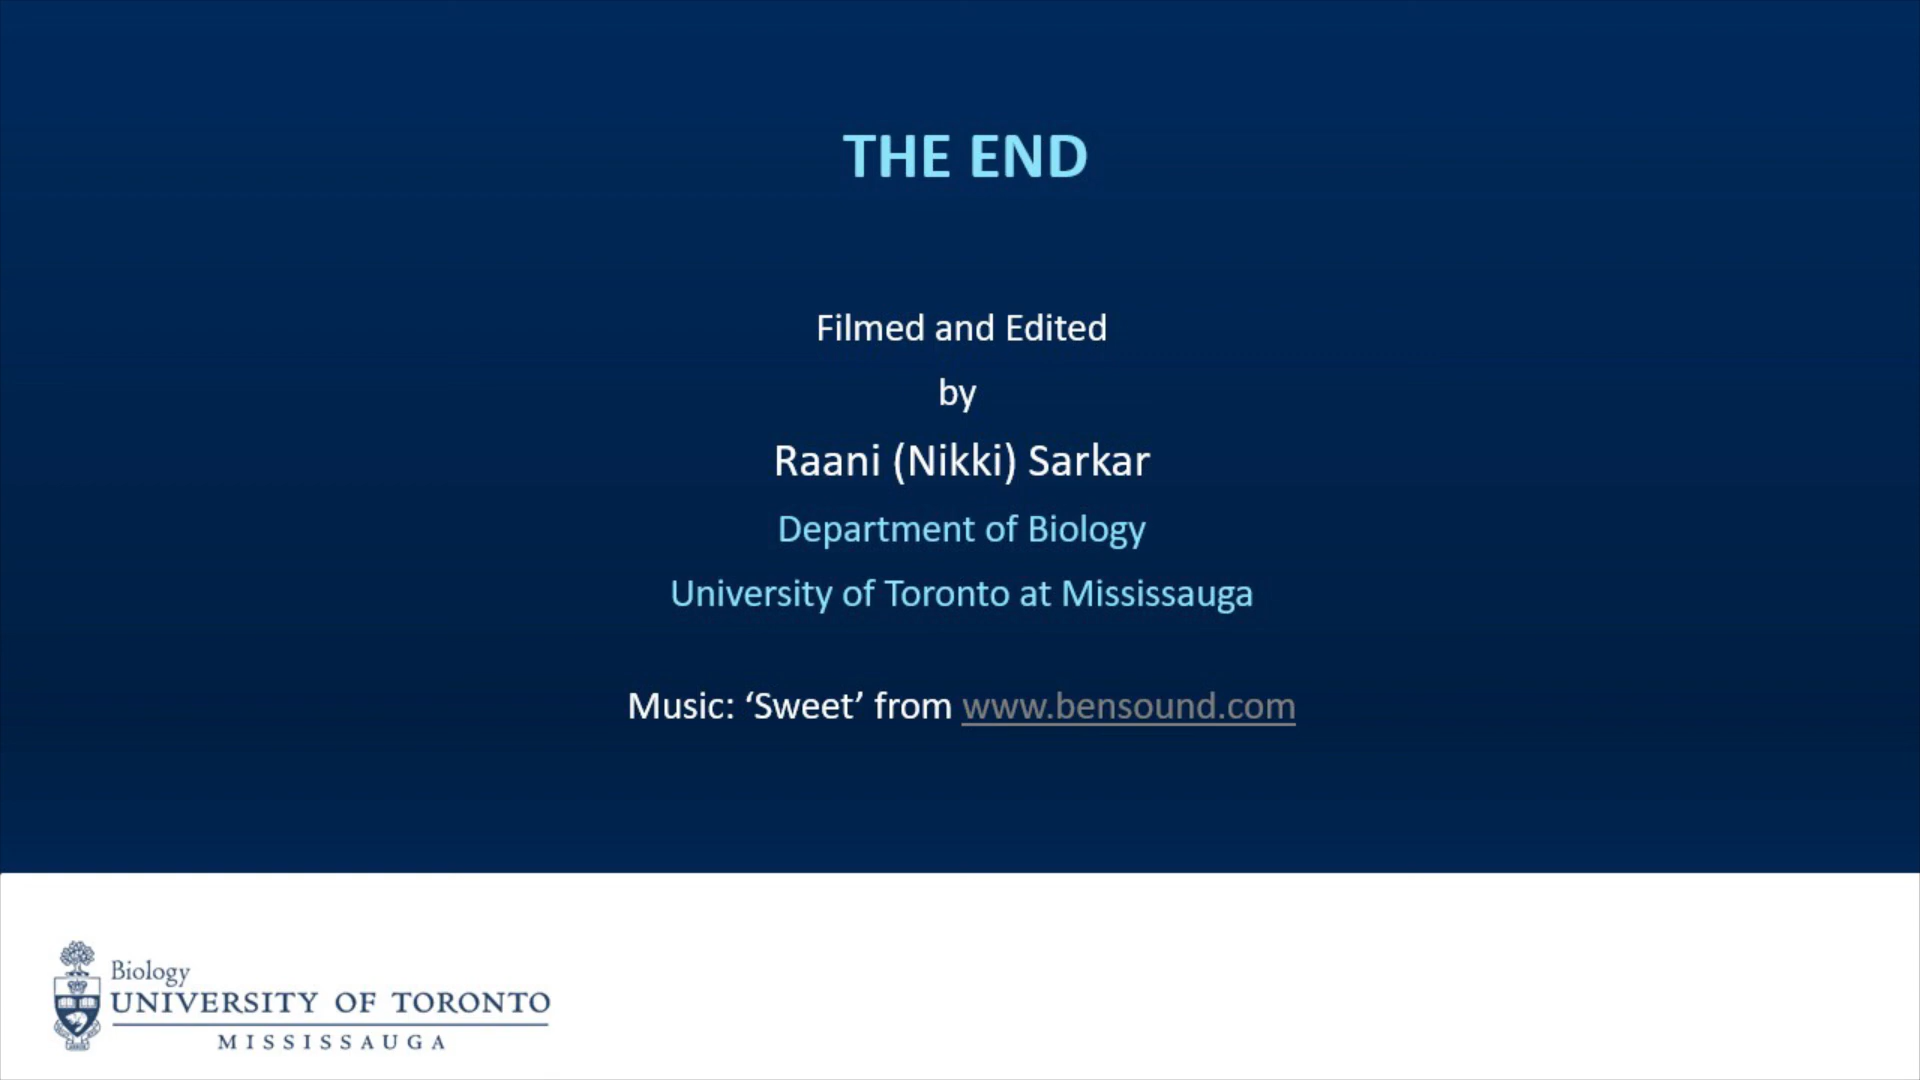 THE END
Filmed and Edited
by
Raani (Nikki) Sarkar
Department of Biology
University of Toronto at Mississauga
Music: ‘Sweet’ from www.bensound.com
Biology
UNIVERSITY OF TORONTO
MISSISSAUGA